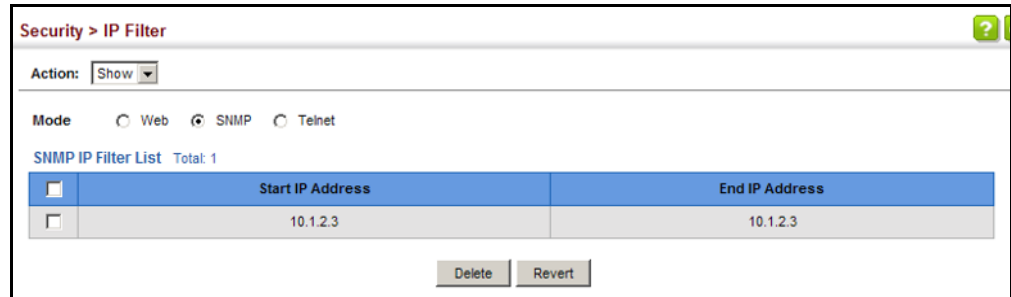 Security > IP Filter
?
Action: Show
Mode Web SNMP Telnet
SNMP IP Filter List Total: 1
Start IP Address End IP Address
10.1.2.3 10.1.2.3
Delete Revert